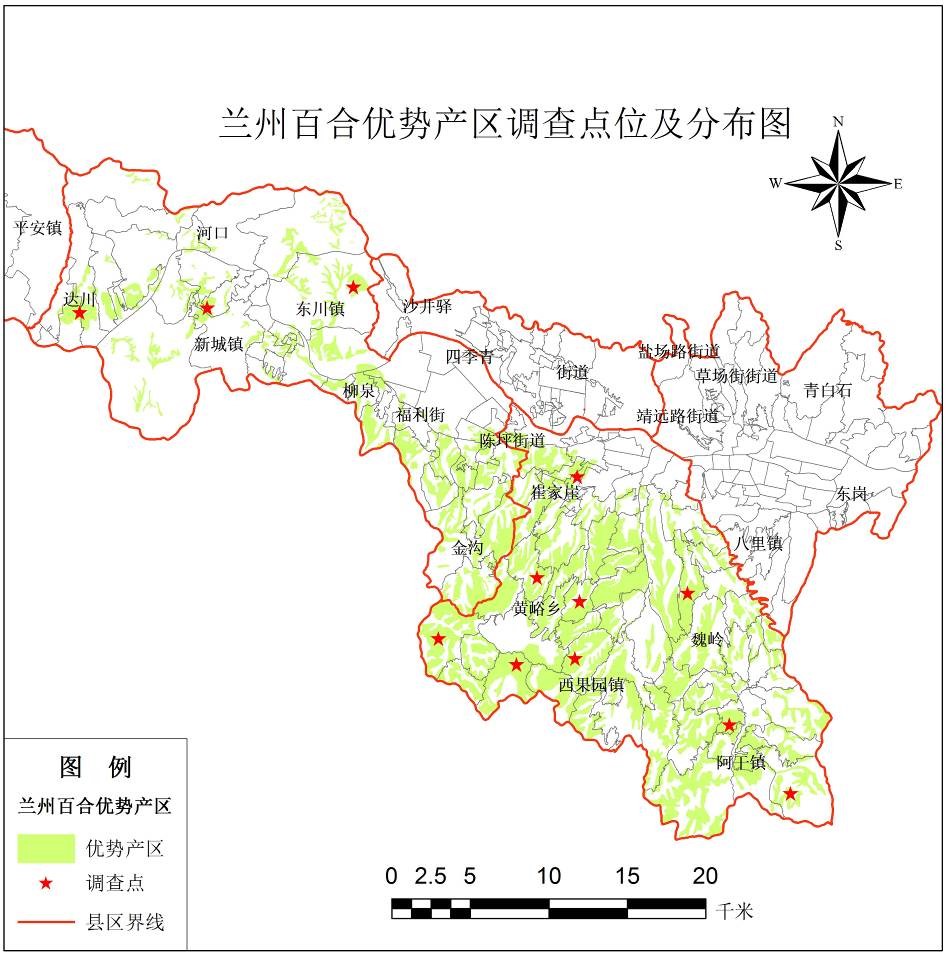 兰州百合优势产区调查点位及分布图
N
W
E
S
平安镇
河口
达川
东川镇
沙井驿
新城镇
四季青
盐场路街道
街道
草场街街道
青白石
柳泉
福利街
靖远路街道
陈坪街道
崔家崖
东岗
金沟
八里镇
黄峪乡
魏岭
西果园镇
阿干镇
图 例
兰州百合优势产区
优势产区
调查点
县区界线
0 2.5 5 10 15 20
千米